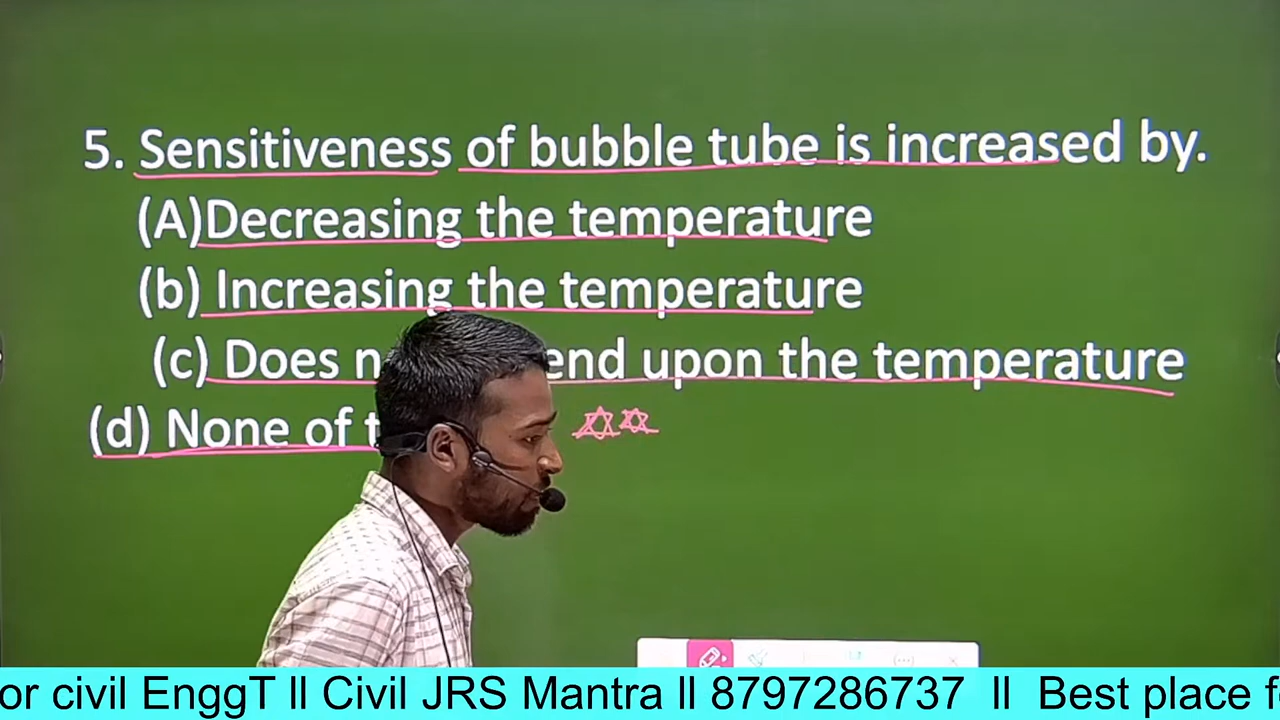 5. Sensitiveness of bubble tube is increased by.
(A)Decreasing the temperature
(b) Increasing the temperature
(c) Does upon the temperature
(d) None of
or civil EnggT ll Civil JRS Mantra ll 8797286737 ll Best place